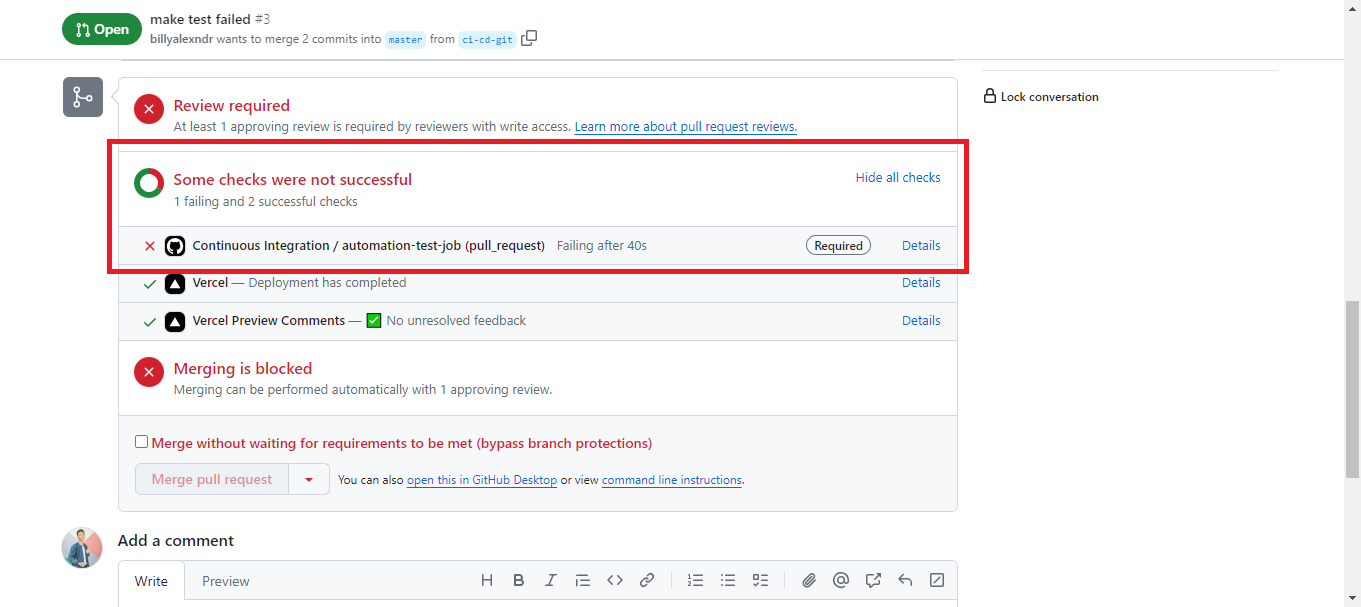 Open
make test failed #3
billyalexndr wants to merge 2 commits into master from ci-cd-git
Review required
At least 1 approving review is required by reviewers with write access. Learn more about pull request reviews.
Lock conversation
Some checks were not successful
Hide all checks
1 failing and 2 successful checks
Continuous Integration / automation-test-job (pull_request) Failing after 40s Required Details
Vercel — Deployment has completed Details
Vercel Preview Comments — ✅ No unresolved feedback Details
Merging is blocked
Merging can be performed automatically with 1 approving review.
Merge without waiting for requirements to be met (bypass branch protections)
Merge pull request You can also open this in GitHub Desktop or view command line instructions.
Add a comment
Write Preview